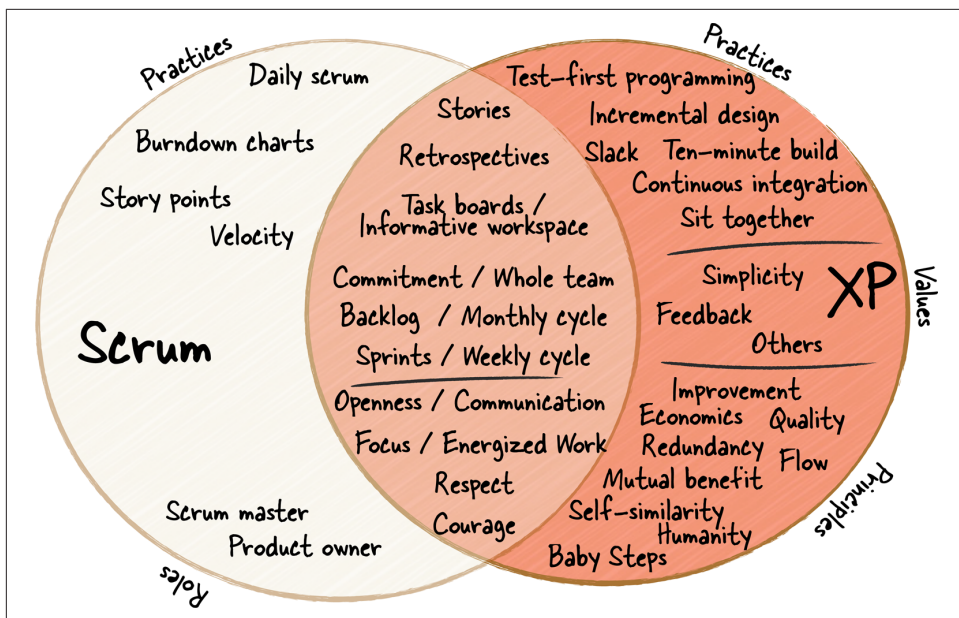 Practices
Daily scrum
Burndown charts
Story points
Velocity
Scrum
Scrum master
Product owner
Roles
Stories
Retrospectives
Task boards /
Informative workspace
Commitment / Whole team
Backlog / Monthly cycle
Sprints / Weekly cycle
Openness / Communication
Focus / Energized Work
Respect
Courage
Practices
Test-first programming
Incremental design
Slack
Ten-minute build
Continuous integration
Sit together
Values
XP
Simplicity
Feedback
Others
Improvement
Economics
Quality
Redundancy
Flow
Mutual benefit
Self-similarity
Humanity
Baby Steps
Principles